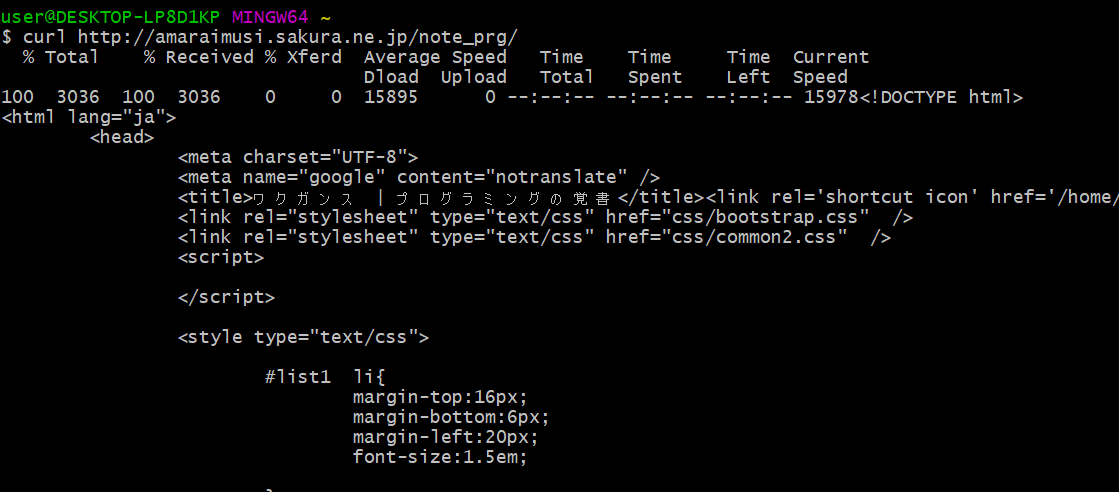 user@DESKTOP-LP8D1KP MINGW64 ~
$ curl http://amaraimusi.sakura.ne.jp/note_prg/
  % Total    % Received % Xferd  Average Speed   Time    Time     Time  Current
                                 Dload  Upload   Total   Spent    Left  Speed
100  3036  100  3036    0     0  15895      0 --:--:-- --:--:-- --:--:-- 15978<!DOCTYPE html>
<html lang="ja">
        <head>
                <meta charset="UTF-8">
                <meta name="google" content="notranslate" />
                <title>ワクガンス | プログラミングの覚書</title><link rel='shortcut icon' href='/home/
                <link rel="stylesheet" type="text/css" href="css/bootstrap.css"  />
                <link rel="stylesheet" type="text/css" href="css/common2.css"  />
                <script>
                </script>
                <style type="text/css">
                        #list1  li{
                                margin-top:16px;
                                margin-bottom:6px;
                                margin-left:20px;
                                font-size:1.5em;
                        }